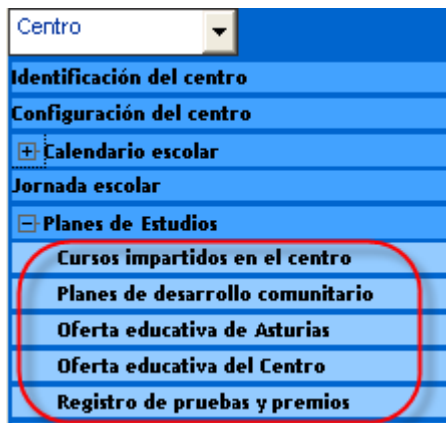 Centro
Identificación del centro
Configuración del centro
Calendario escolar
Jornada escolar
Planes de Estudios
Cursos impartidos en el centro
Planes de desarrollo comunitario
Oferta educativa de Asturias
Oferta educativa del Centro
Registro de pruebas y premios